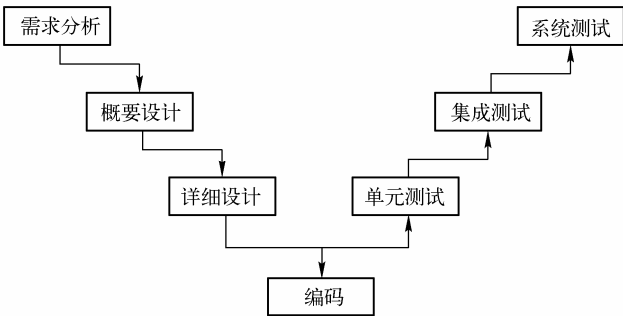 需求分析
系统测试
概要设计
集成测试
详细设计
单元测试
编码